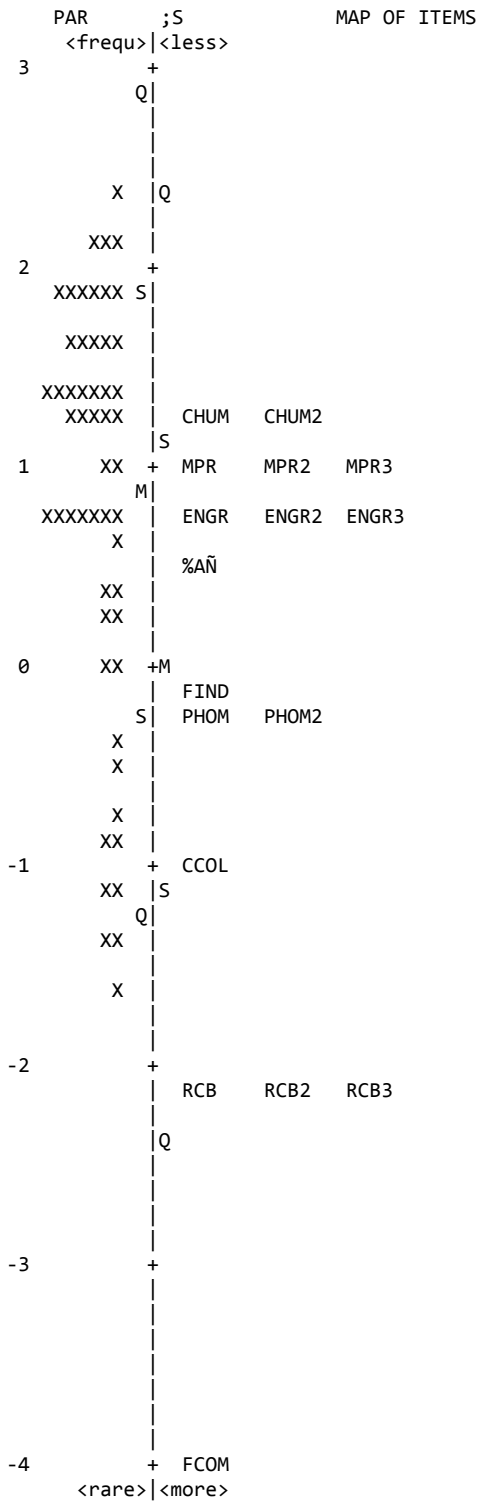 PAR ;S MAP OF ITEMS
<frequ>|<less>
3 +
Q|
|
|
|
X |Q
|
XXX |
2 +
XXXXXX S|
|
XXXXX |
|
XXXXXXX |
XXXXX | CHUM CHUM2
|S
1 XX + MPR MPR2 MPR3
M|
XXXXXXX | ENGR ENGR2 ENGR3
X |
| %AÑ
XX |
XX |
|
0 XX +M
| FIND
S| PHOM PHOM2
X |
X |
|
X |
XX |
-1 + CCOL
XX |S
Q|
XX |
|
X |
|
|
-2 +
| RCB RCB2 RCB3
|
|Q
|
|
|
|
-3 +
|
|
|
|
|
|
|
-4 + FCOM
<rare>|<more>